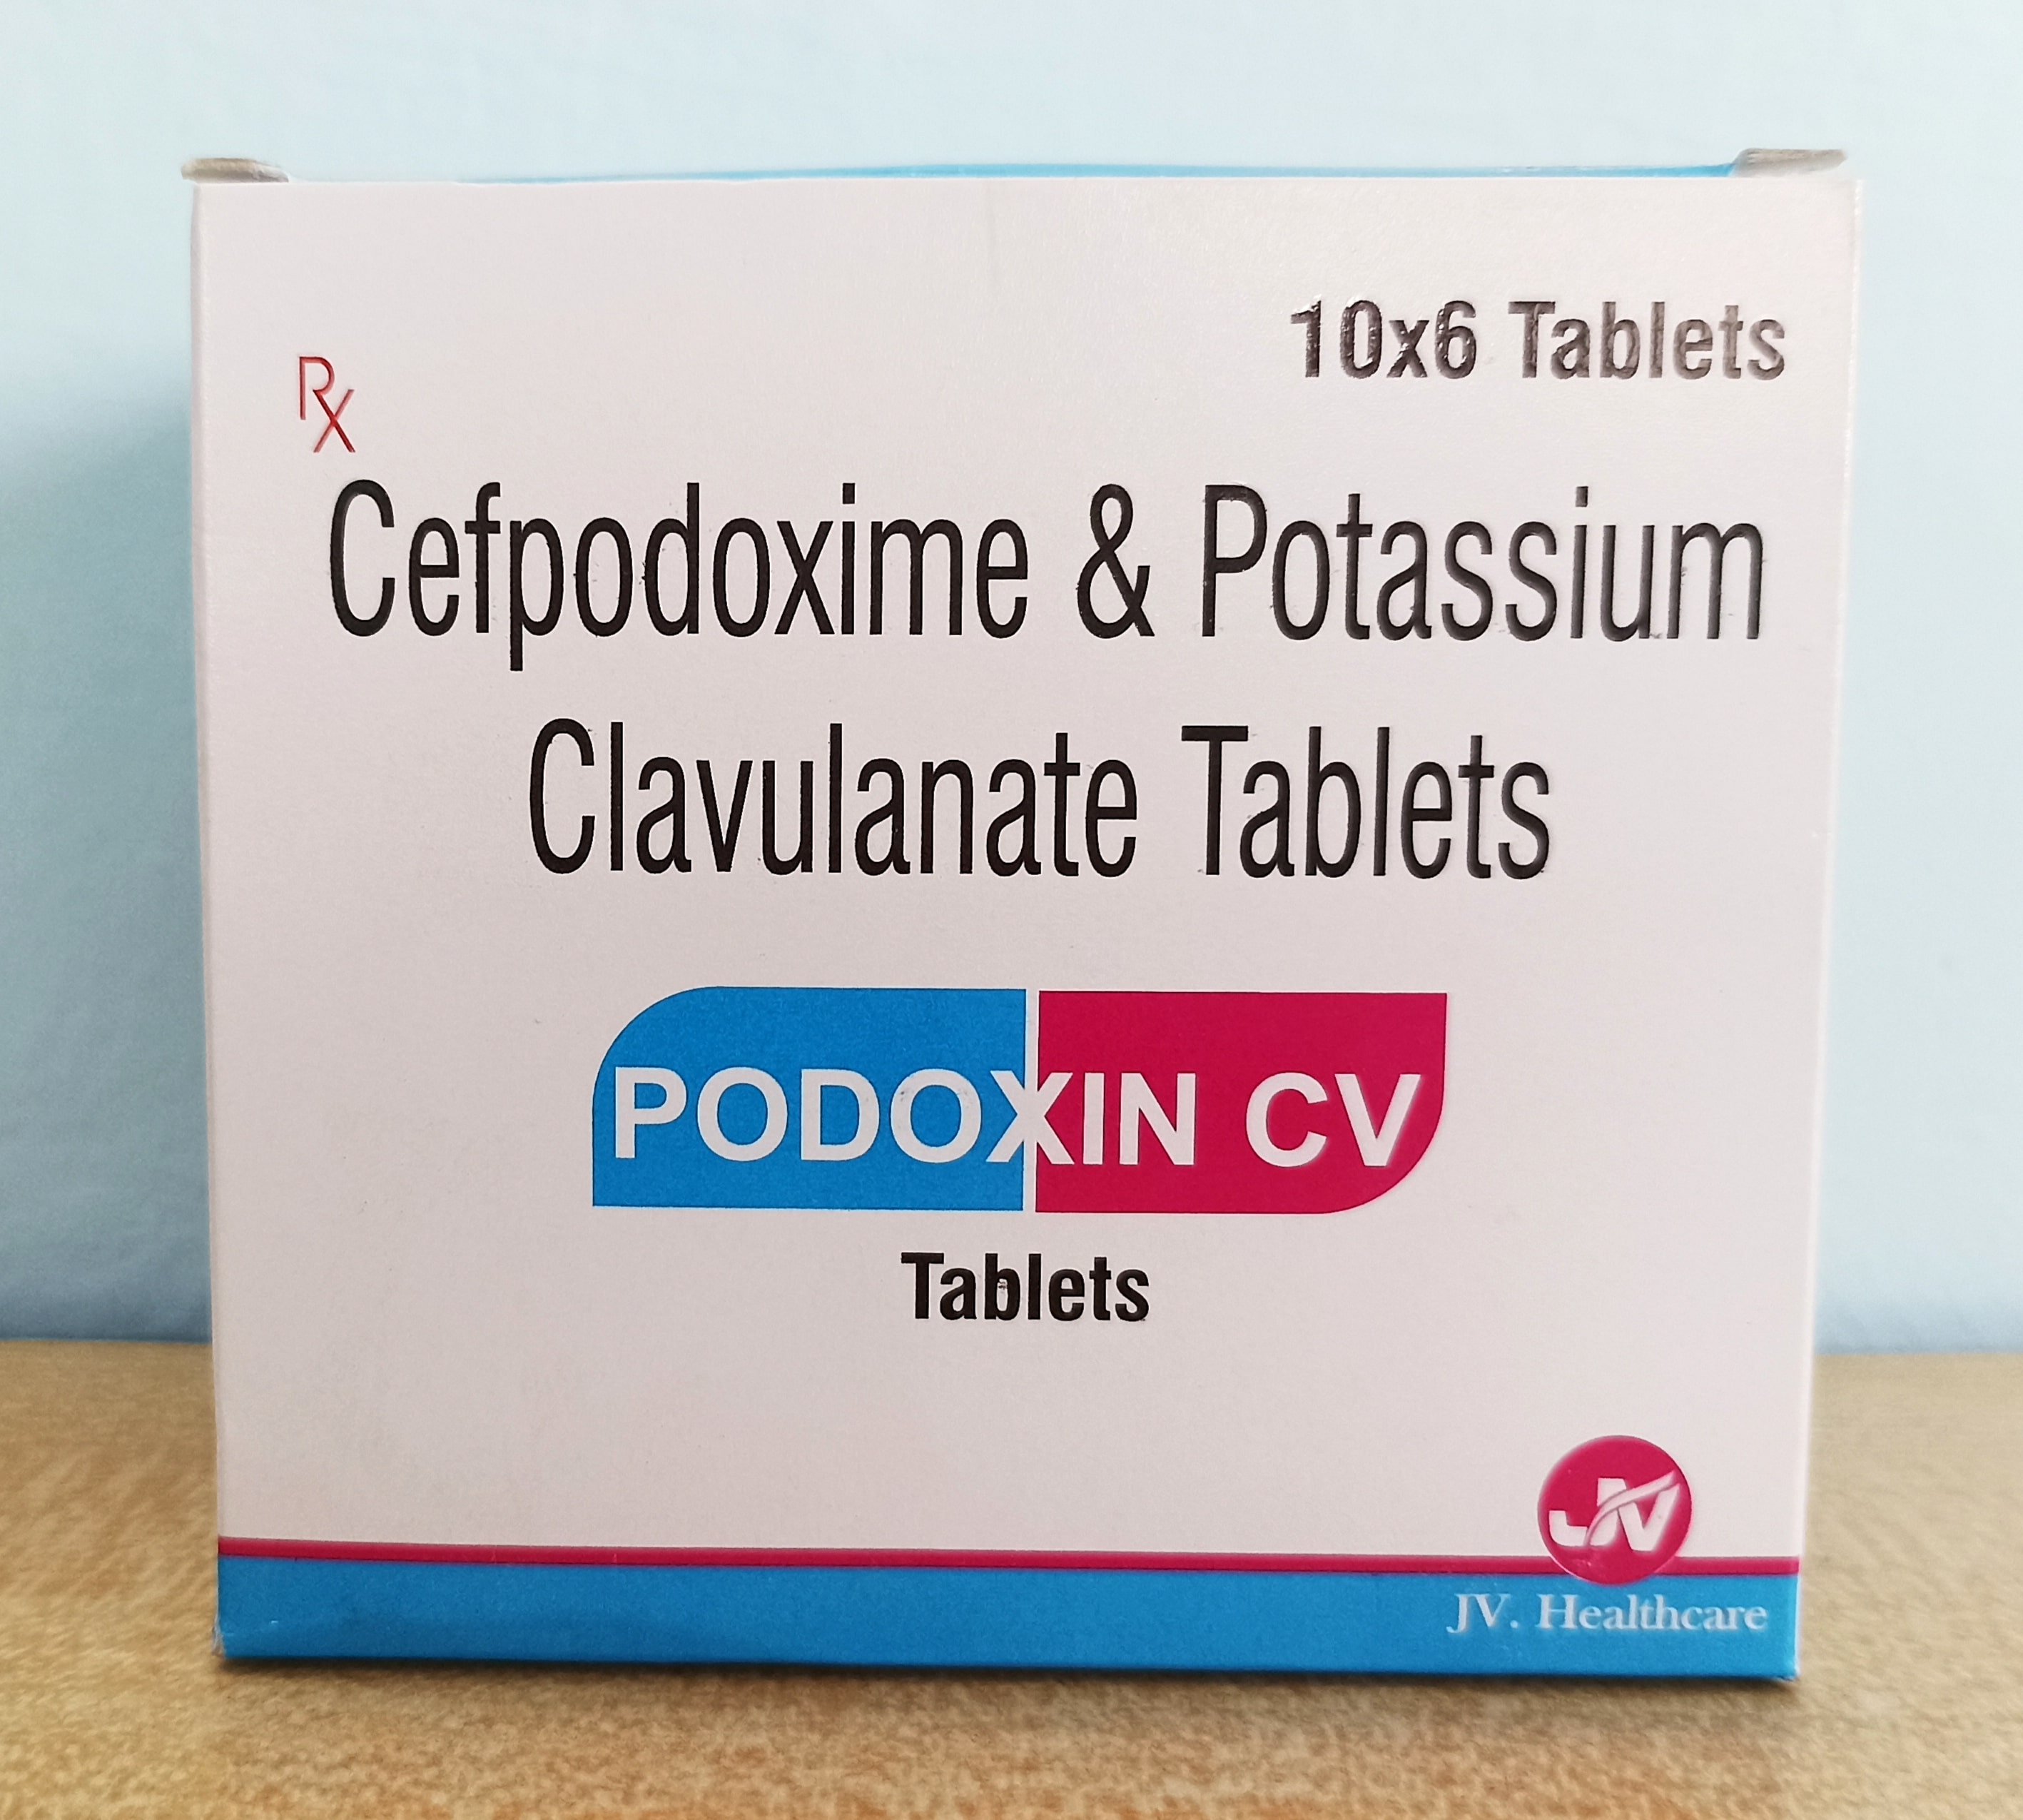 10x6 Tablets
Rx
Cefpodoxime & Potassium
Clavulanate Tablets
PODOXIN CV
Tablets
JV
JV. Healthcare